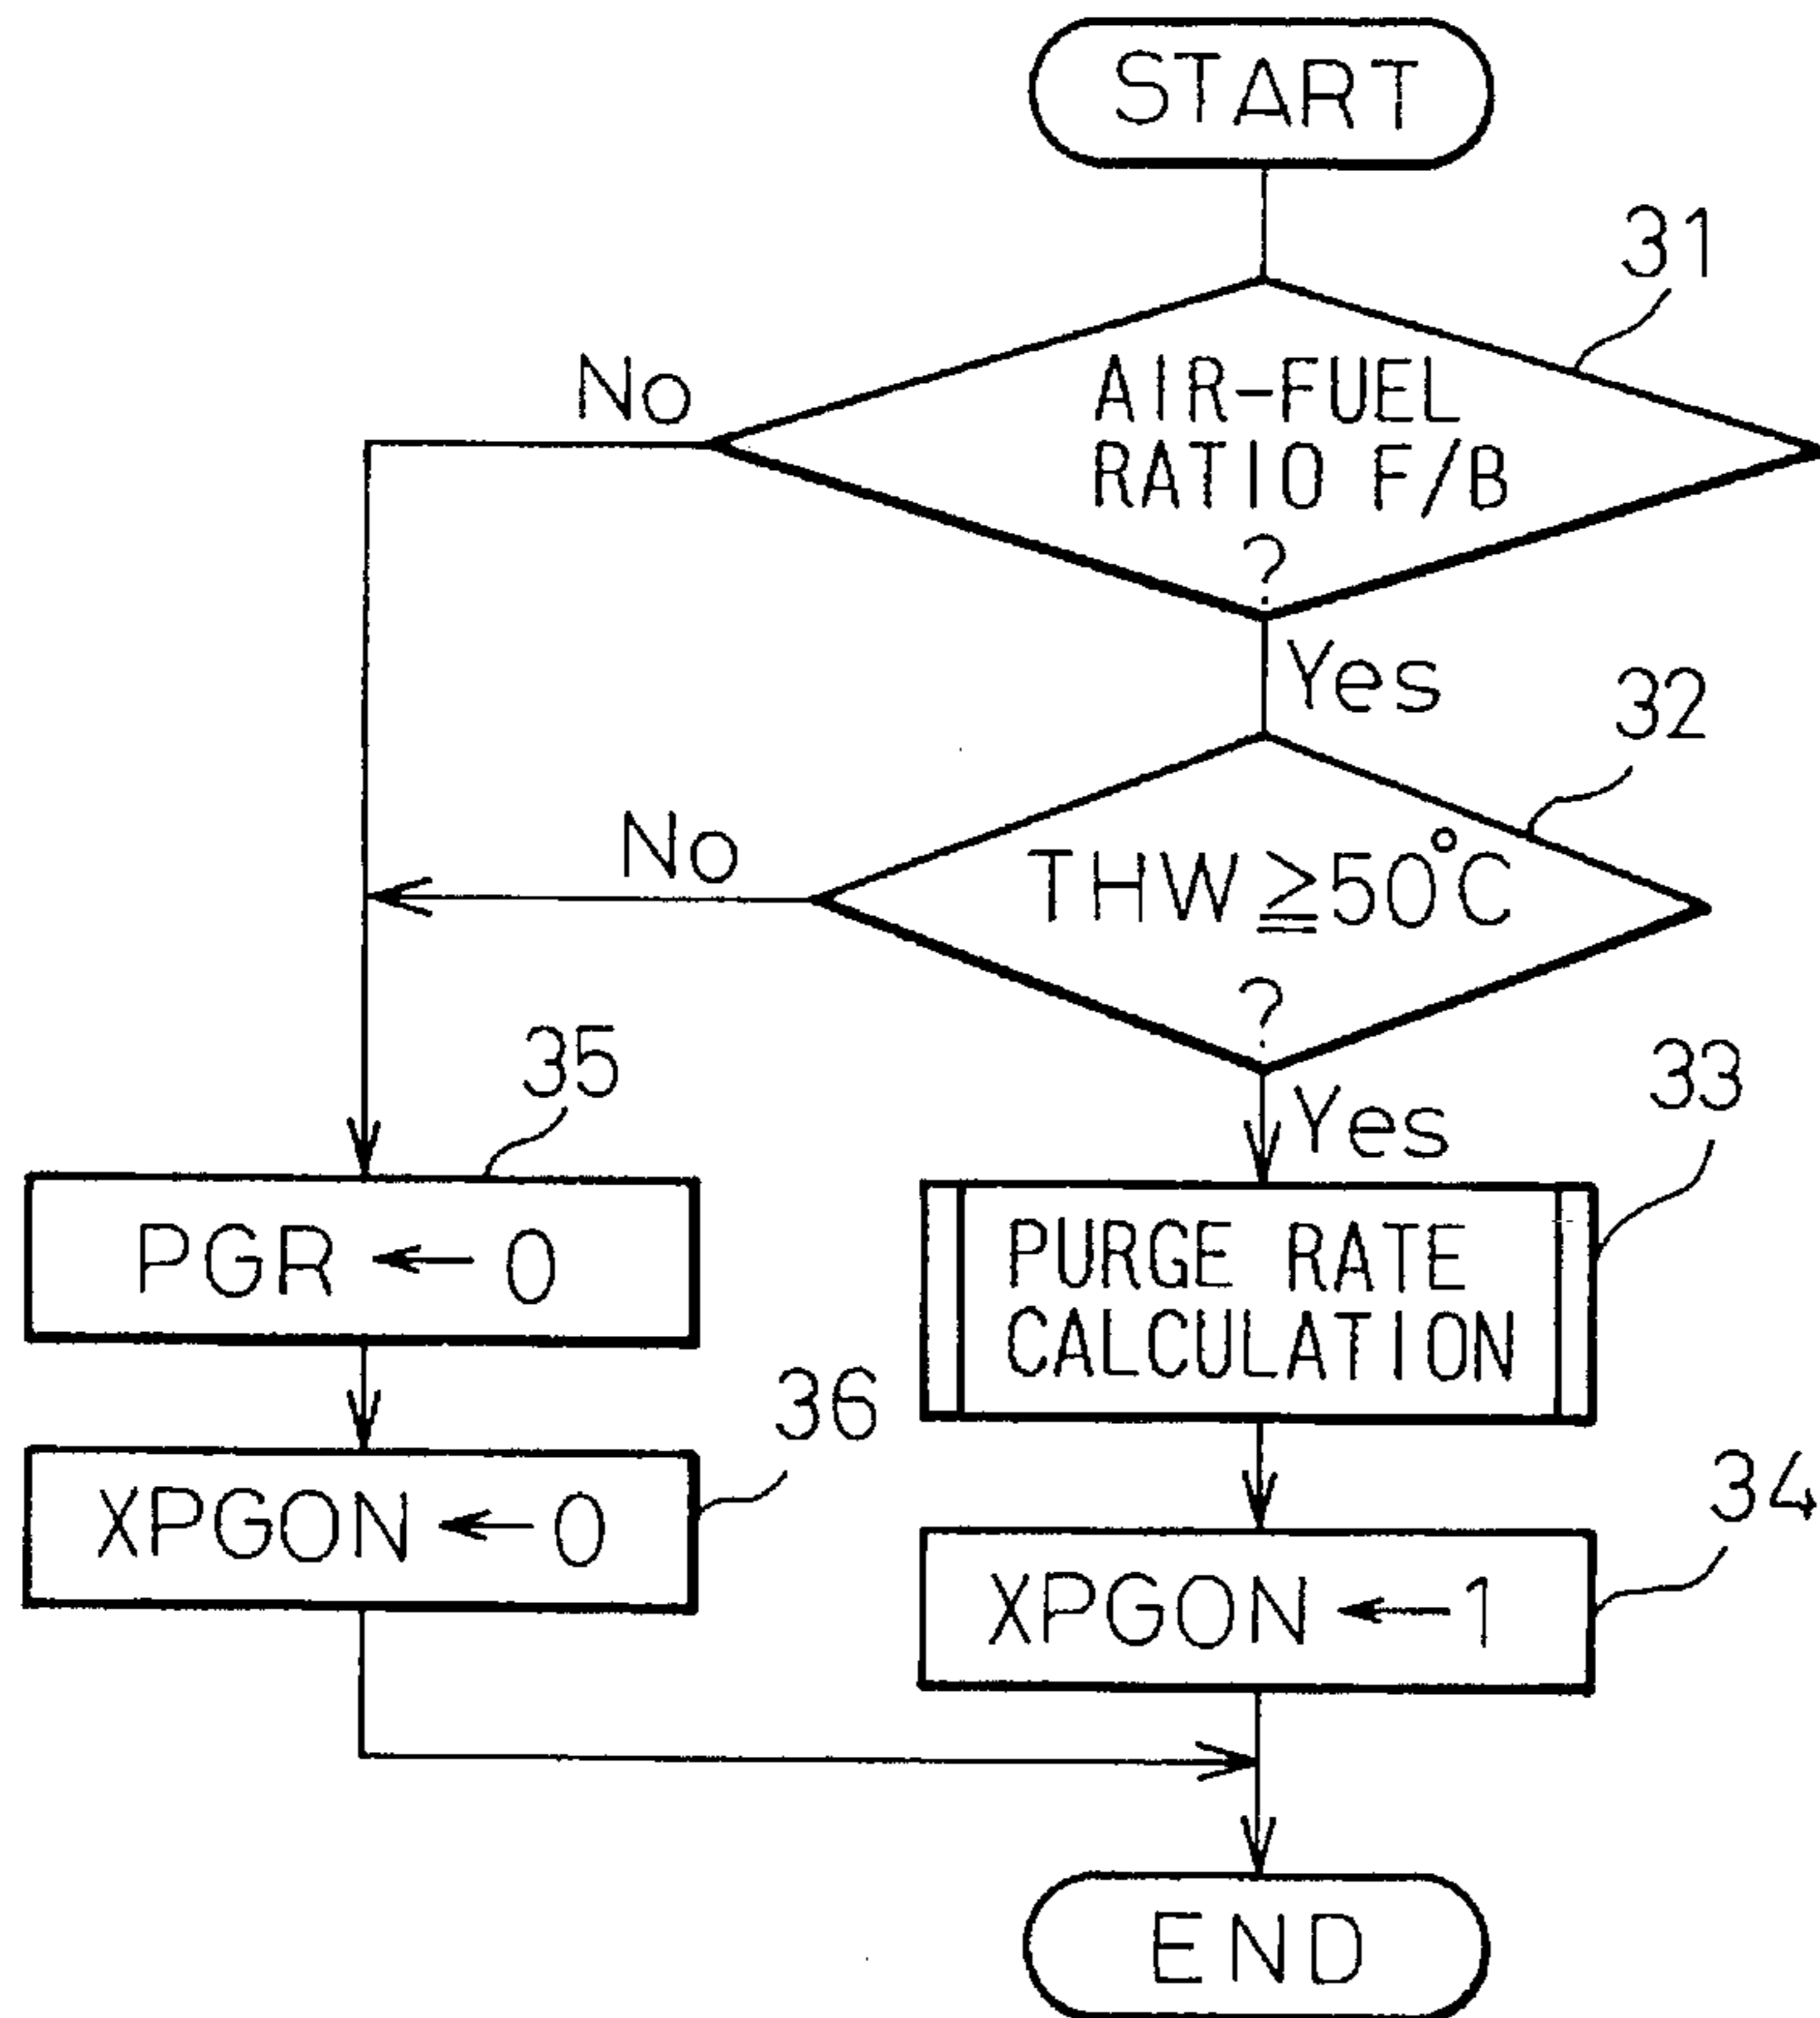 START
31
No
AIR-FUEL
RATIO F/B
?
Yes
32
No
THW ≧ 50°C
?
Yes
35
33
PGR ← 0
PURGE RATE
CALCULATION
36
XPGON ← 0
34
XPGON ← 1
END